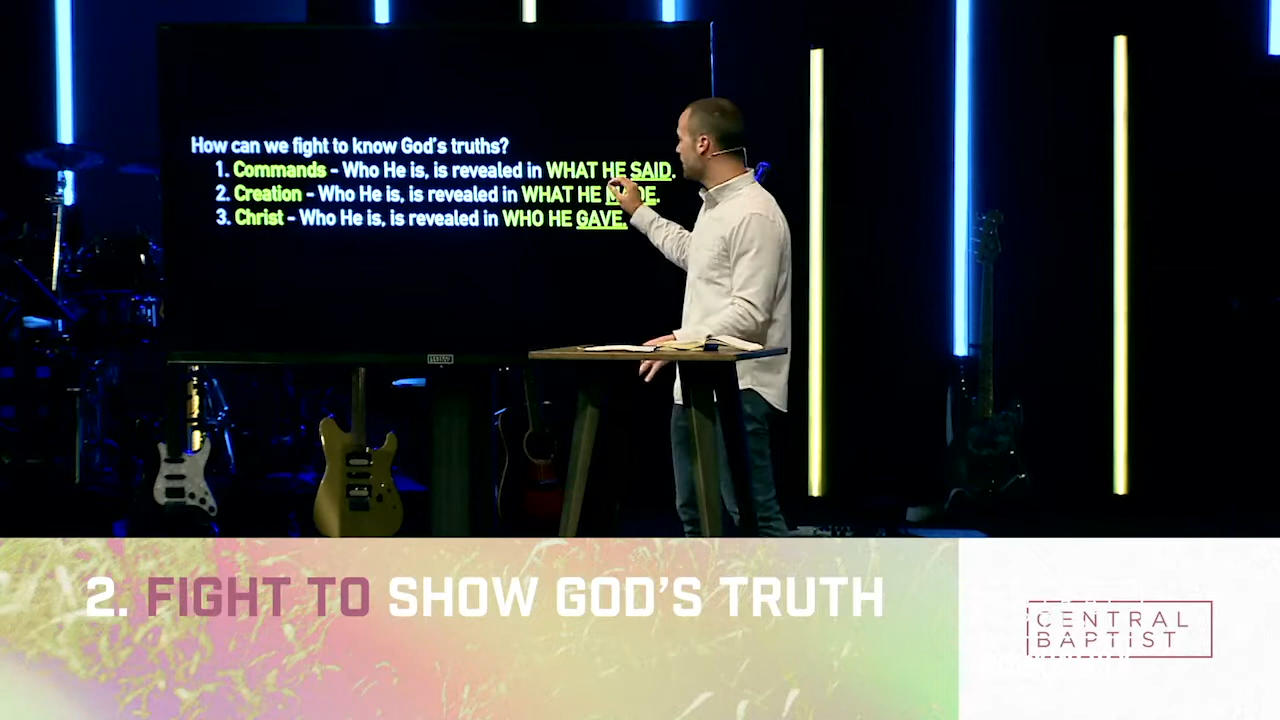 How can we fight to know God's truths?
1. Commands - Who He is, is revealed in WHAT HE SAID.
2. Creation - Who He is, is revealed in WHAT HE
3. Christ - Who He is, is revealed in WHO HE GAVE.
2. FIGHT TO SHOW GOD'S TRUTH
CENTRAL
BAPTIST